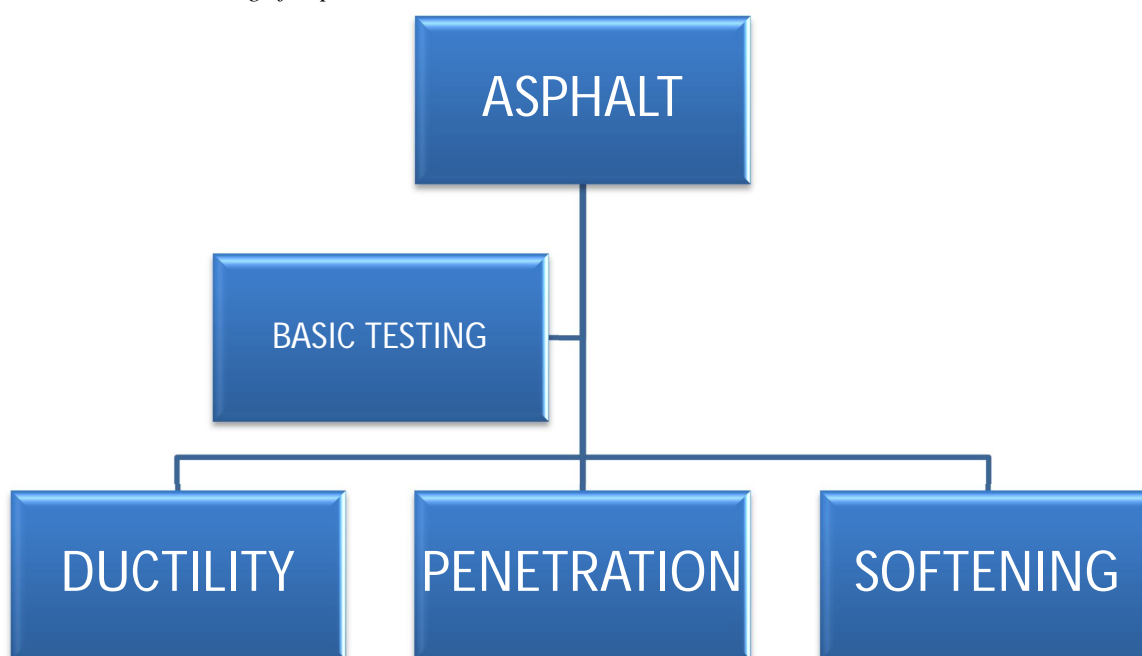 ASPHALT
BASIC TESTING
DUCTILITY
PENETRATION
SOFTENING